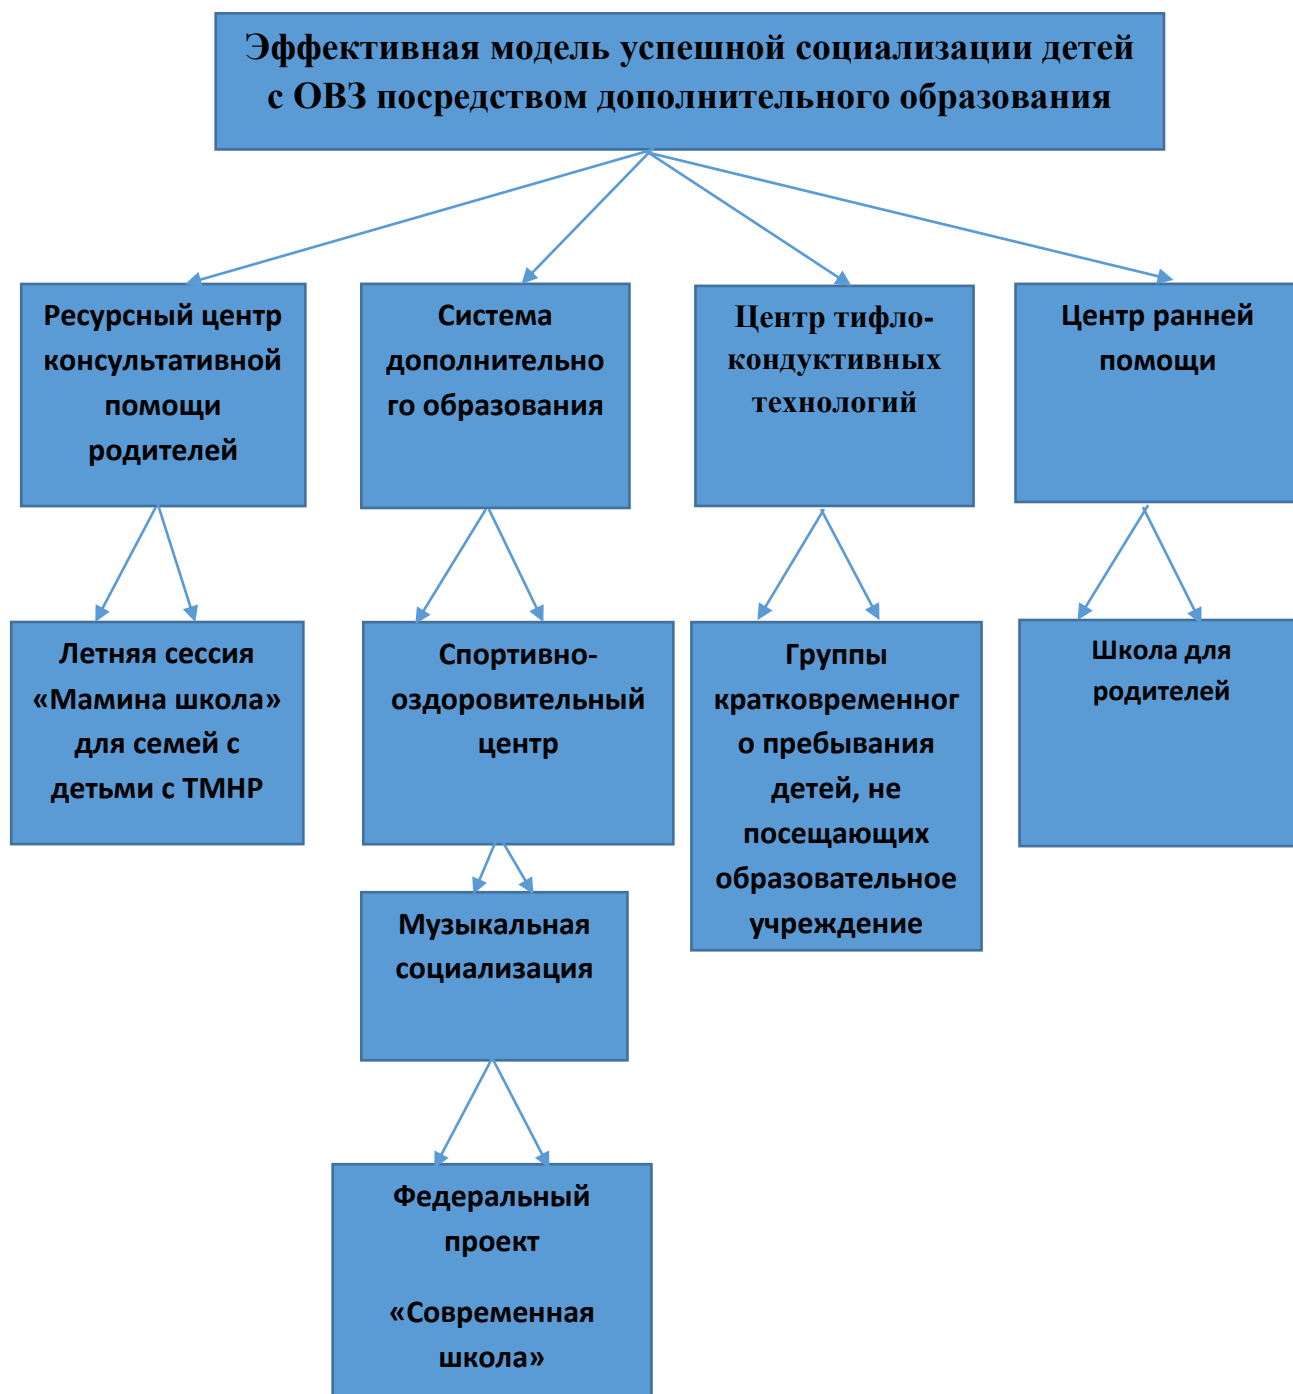 Эффективная модель успешной социализации детей
с ОВЗ посредством дополнительного образования
Ресурсный центр
консультативной
помощи
родителей
Система
дополнительно
го образования
Центр тифло-
кондуктивных
технологий
Центр ранней
помощи
Летняя сессия
«Мамина школа»
для семей с
детьми с ТМНР
Спортивно-
оздоровительный
центр
Группы
кратковременног
о пребывания
детей, не
посещающих
образовательное
учреждение
Школа для
родителей
Музыкальная
социализация
Федеральный
проект
«Современная
школа»